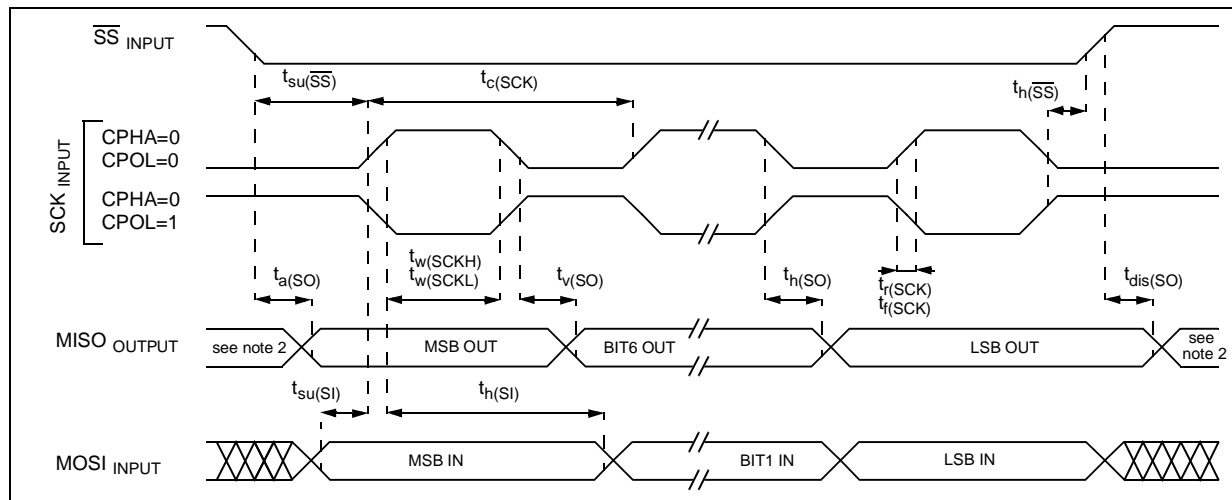 SS INPUT
tsu(SS)
tc(SCK)
th(SS)
SCK INPUT
CPHA=0
CPOL=0
CPHA=0
CPOL=1
ta(SO)
tw(SCKH)
tw(SCKL)
tv(SO)
th(SO)
tr(SCK)
tf(SCK)
tdis(SO)
MISO OUTPUT
see note 2
MSB OUT
BIT6 OUT
LSB OUT
see
note 2
tsu(SI)
th(SI)
MOSI INPUT
MSB IN
BIT1 IN
LSB IN